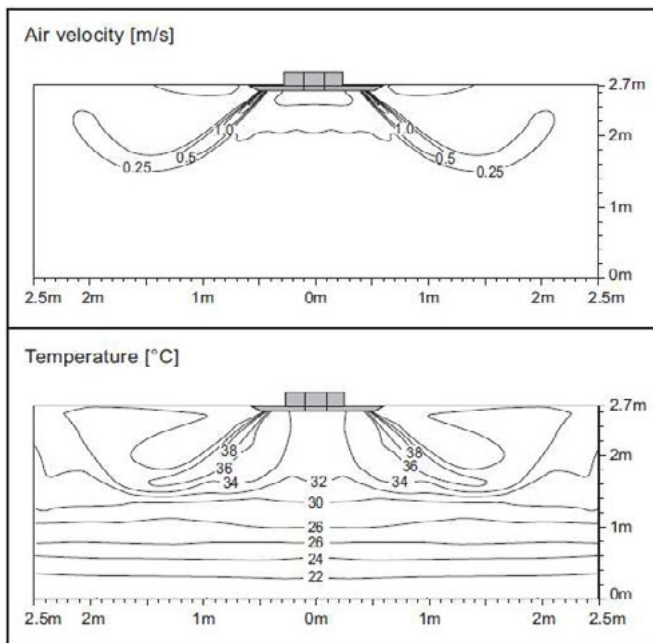 Air velocity [m/s]
2.7m
1.0 1.0
2m
0.5 0.5
0.25 0.25
1m
0m
2.5m 2m 1m 0m 1m 2m 2.5m
Temperature [°C]
2.7m
38 38
2m
36 36
34 32 34
30
26 1m
26
24
22
0m
2.5m 2m 1m 0m 1m 2m 2.5m